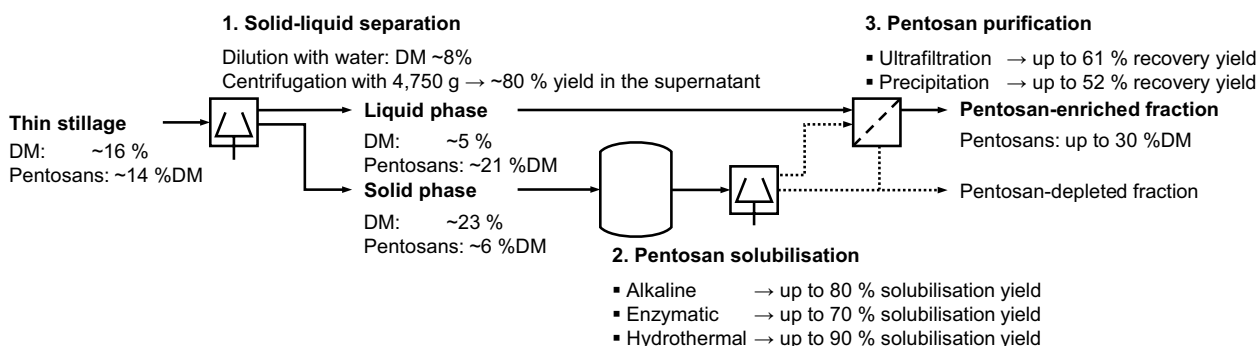 1. Solid-liquid separation
Dilution with water: DM ~8%
Centrifugation with 4,750 g → ~80 % yield in the supernatant
3. Pentosan purification
▪ Ultrafiltration → up to 61 % recovery yield
▪ Precipitation → up to 52 % recovery yield
Thin stillage
DM: ~16 %
Pentosans: ~14 %DM
Liquid phase
DM: ~5 %
Pentosans: ~21 %DM
Solid phase
DM: ~23 %
Pentosans: ~6 %DM
Pentosan-enriched fraction
Pentosans: up to 30 %DM
Pentosan-depleted fraction
2. Pentosan solubilisation
▪ Alkaline → up to 80 % solubilisation yield
▪ Enzymatic → up to 70 % solubilisation yield
▪ Hydrothermal → up to 90 % solubilisation yield